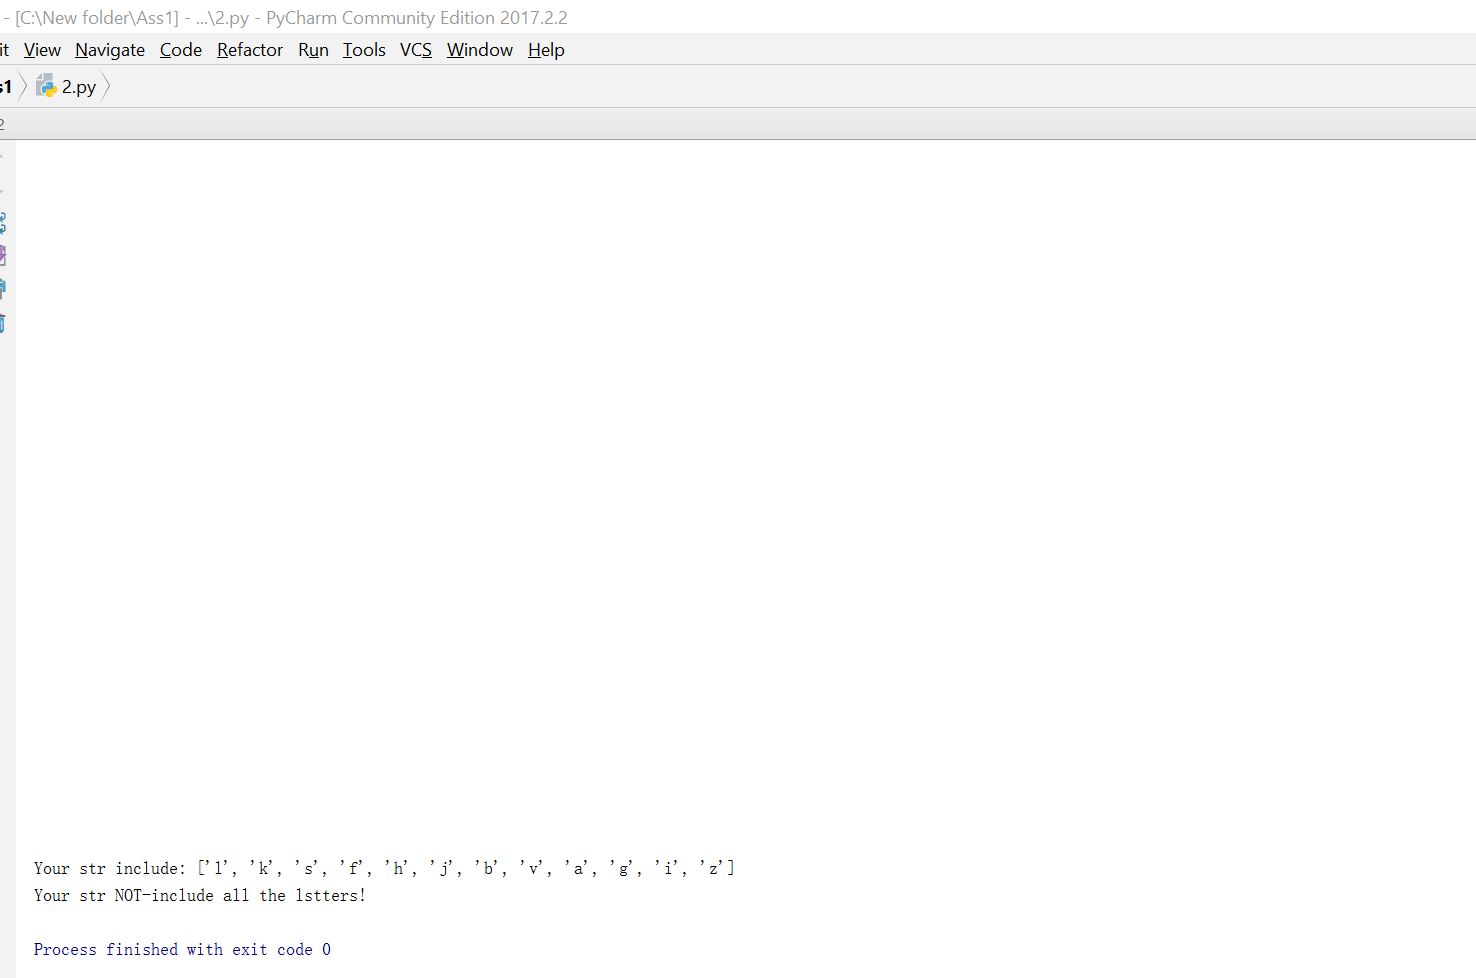 - [C:\New folder\Ass1] - ...\2.py - PyCharm Community Edition 2017.2.2
it View Navigate Code Refactor Run Tools VCS Window Help
s1 2.py
2
Your str include: ['l', 'k', 's', 'f', 'h', 'j', 'b', 'v', 'a', 'g', 'i', 'z']
Your str NOT-include all the lstters!
Process finished with exit code 0